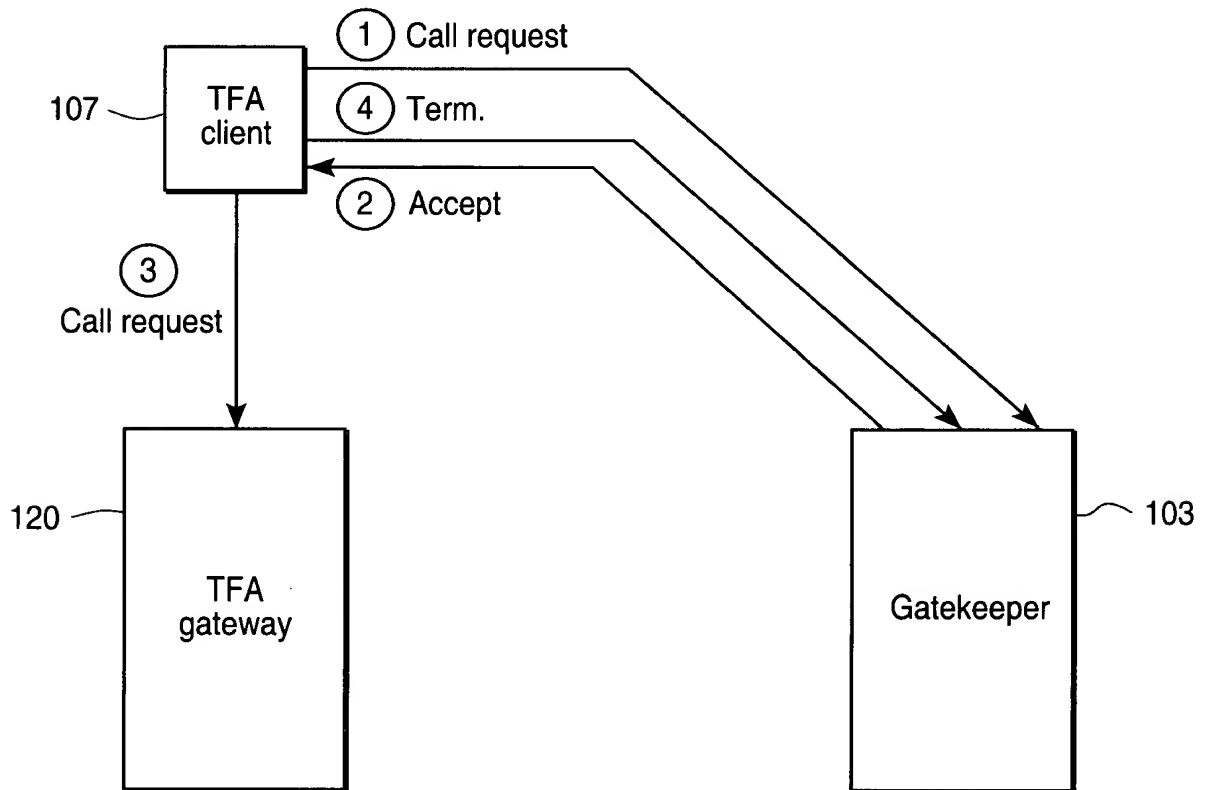 1 Call request
107
TFA
client
4 Term.
2 Accept
3
Call request
120
TFA
gateway
103
Gatekeeper